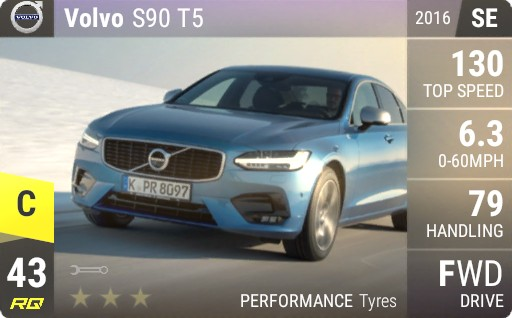 VOLVO
Volvo S90 T5
2016 SE
130
TOP SPEED
6.3
0-60MPH
K PR 8097
C
79
HANDLING
43
RQ
FWD
DRIVE
PERFORMANCE Tyres